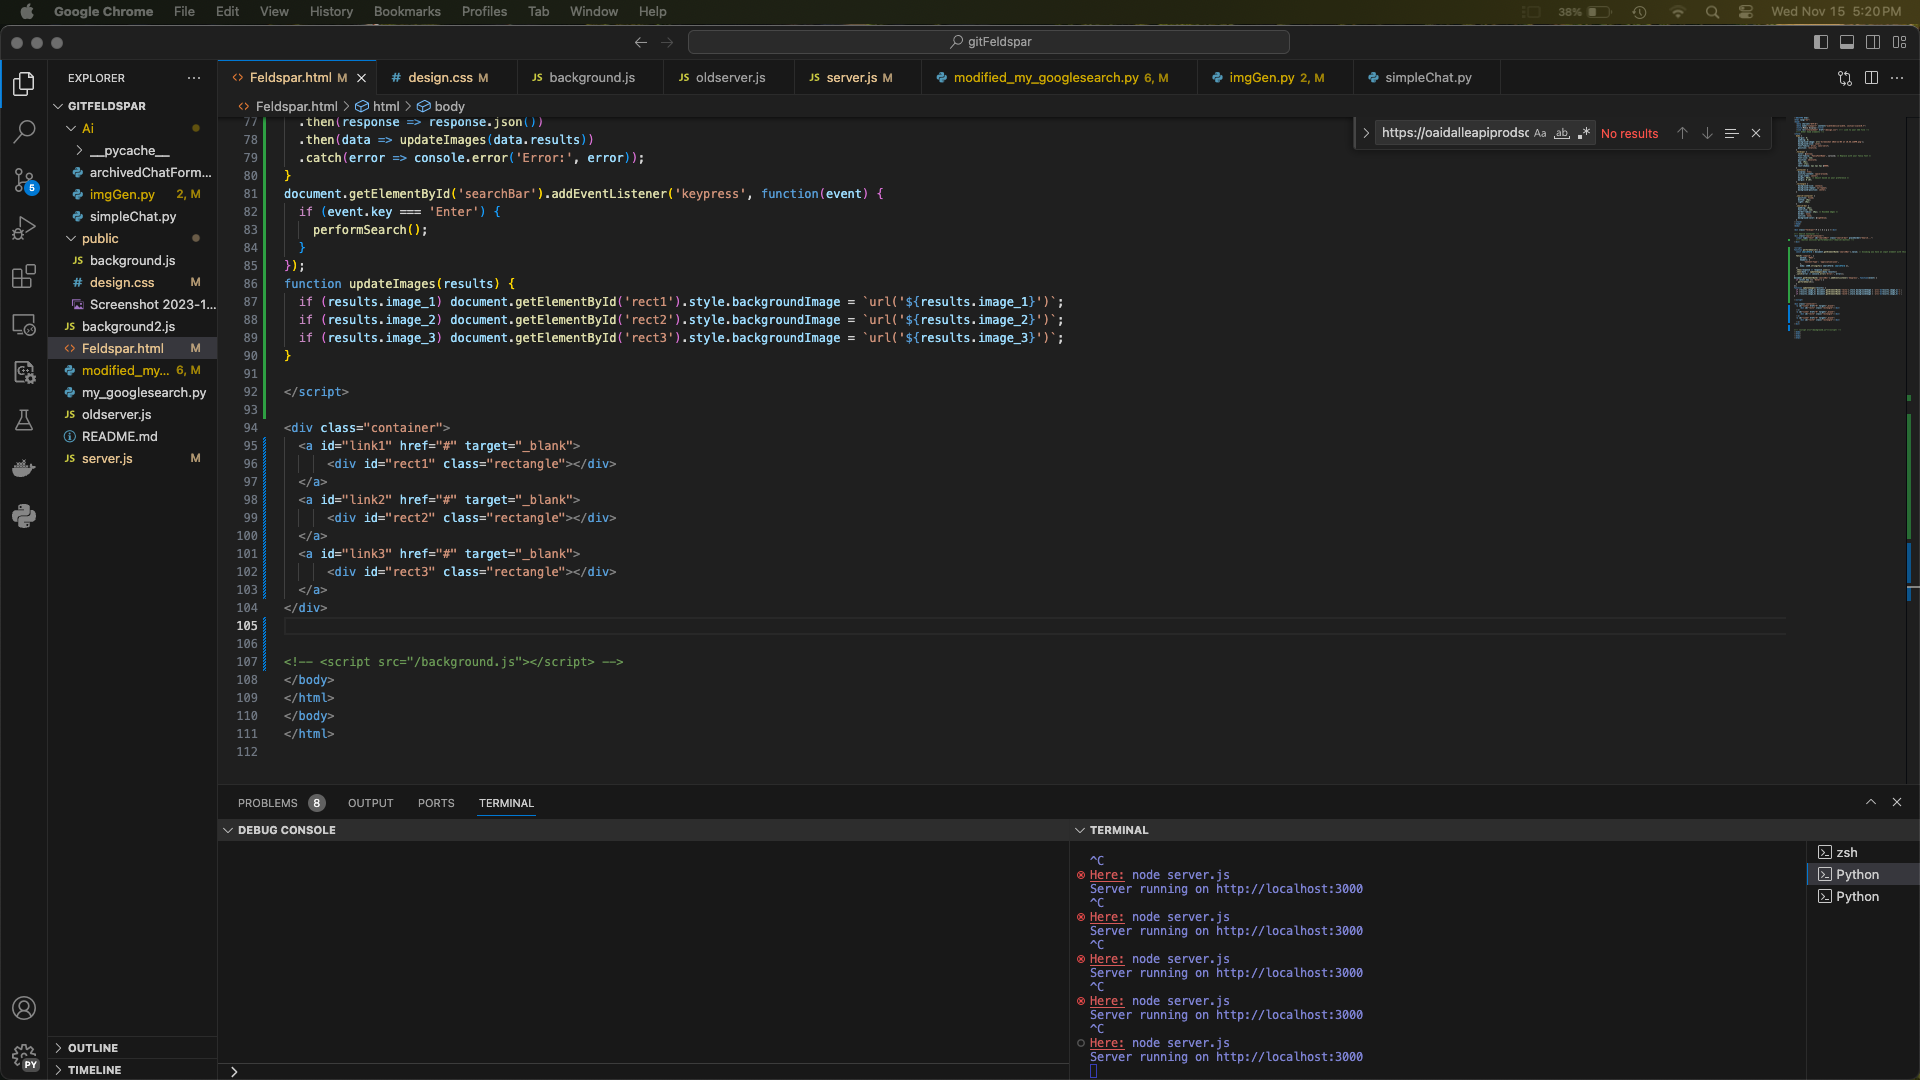 Google Chrome File Edit View History Bookmarks Profiles Tab Window Help 38% Wed Nov 15 5:20 PM
gitFeldspar
EXPLORER
GITFELDSPAR
Ai
__pycache__
archivedChatForm...
imgGen.py 2, M
simpleChat.py
public
background.js
design.css M
Screenshot 2023-1...
background2.js
Feldspar.html M
modified_my... 6, M
my_googlesearch.py
oldserver.js
README.md
server.js M
OUTLINE
TIMELINE
5
PY
Feldspar.html M design.css M background.js oldserver.js server.js M modified_my_googlesearch.py 6, M imgGen.py 2, M simpleChat.py
Feldspar.html > html > body
https://oaidalleapiprodsc Aa ab .* No results
77 .then(response => response.json())
78 .then(data => updateImages(data.results))
79 .catch(error => console.error('Error:', error));
80 }
81 document.getElementById('searchBar').addEventListener('keypress', function(event) {
82 if (event.key === 'Enter') {
83 performSearch();
84 }
85 });
86 function updateImages(results) {
87 if (results.image_1) document.getElementById('rect1').style.backgroundImage = `url('${results.image_1}')`;
88 if (results.image_2) document.getElementById('rect2').style.backgroundImage = `url('${results.image_2}')`;
89 if (results.image_3) document.getElementById('rect3').style.backgroundImage = `url('${results.image_3}')`;
90 }
91
92 </script>
93
94 <div class="container">
95 <a id="link1" href="#" target="_blank">
96 <div id="rect1" class="rectangle"></div>
97 </a>
98 <a id="link2" href="#" target="_blank">
99 <div id="rect2" class="rectangle"></div>
100 </a>
101 <a id="link3" href="#" target="_blank">
102 <div id="rect3" class="rectangle"></div>
103 </a>
104 </div>
105
106
107 <!-- <script src="/background.js"></script> -->
108 </body>
109 </html>
110 </body>
111 </html>
112
PROBLEMS 8 OUTPUT PORTS TERMINAL
DEBUG CONSOLE
TERMINAL
^C
Here: node server.js
Server running on http://localhost:3000
^C
Here: node server.js
Server running on http://localhost:3000
^C
Here: node server.js
Server running on http://localhost:3000
^C
Here: node server.js
Server running on http://localhost:3000
^C
Here: node server.js
Server running on http://localhost:3000
zsh
Python
Python